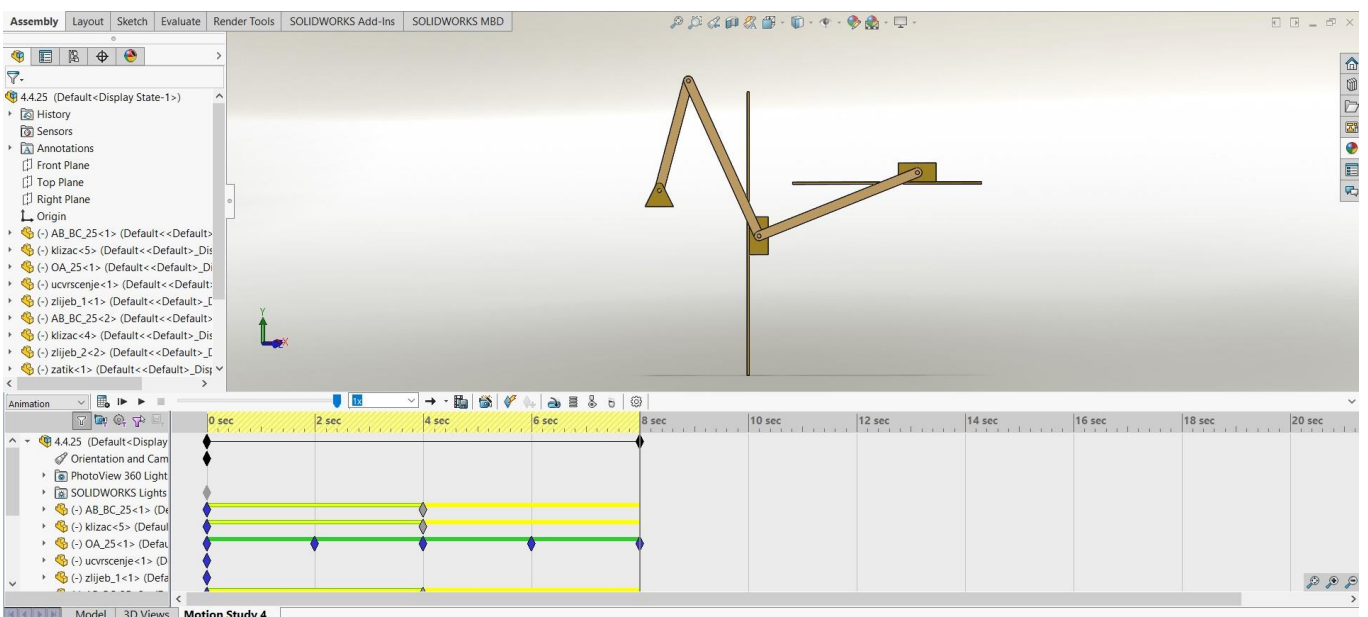 Assembly Layout Sketch Evaluate Render Tools SOLIDWORKS Add-Ins SOLIDWORKS MBD
4.4.25 (Default<Display State-1>)
History
Sensors
Annotations
Front Plane
Top Plane
Right Plane
Origin
(-) AB_BC_25<1> (Default<<Default>
(-) klizac<5> (Default<<Default>_Dis
(-) OA_25<1> (Default<<Default>_Di
(-) ucvrscenje<1> (Default<<Default>
(-) zlijeb_1<1> (Default<<Default>_D
(-) AB_BC_25<2> (Default<<Default>
(-) klizac<4> (Default<<Default>_Dis
(-) zlijeb_2<2> (Default<<Default>_D
(-) zatik<1> (Default<<Default>_Disp
Y
X
Animation 1x
0 sec 2 sec 4 sec 6 sec 8 sec 10 sec 12 sec 14 sec 16 sec 18 sec 20 sec
4.4.25 (Default<Display
Orientation and Cam
PhotoView 360 Light
SOLIDWORKS Lights
(-) AB_BC_25<1> (De
(-) klizac<5> (Defaul
(-) OA_25<1> (Defau
(-) ucvrscenje<1> (D
(-) zlijeb_1<1> (Defa
Model 3D Views Motion Study 4